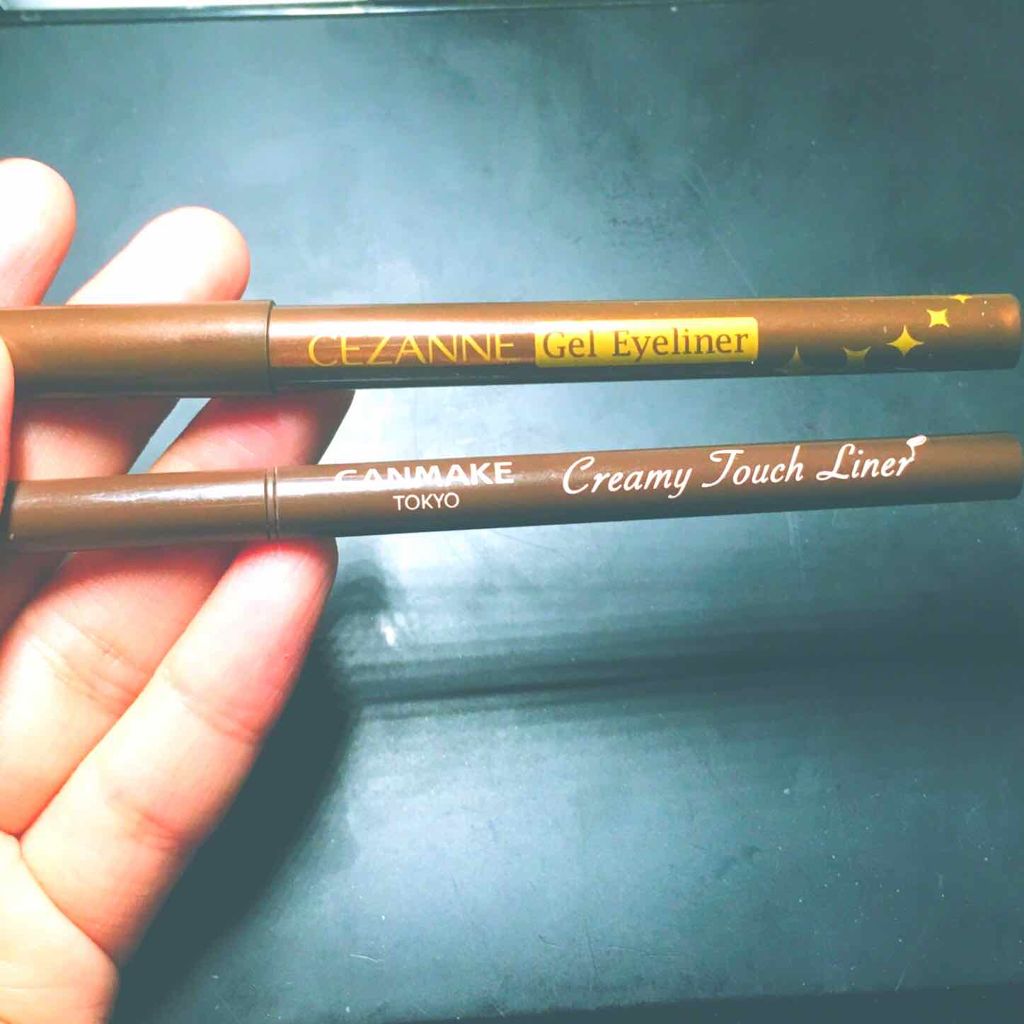 CEZANNE Gel Eyeliner
CANMAKE Creamy Touch Liner
TOKYO